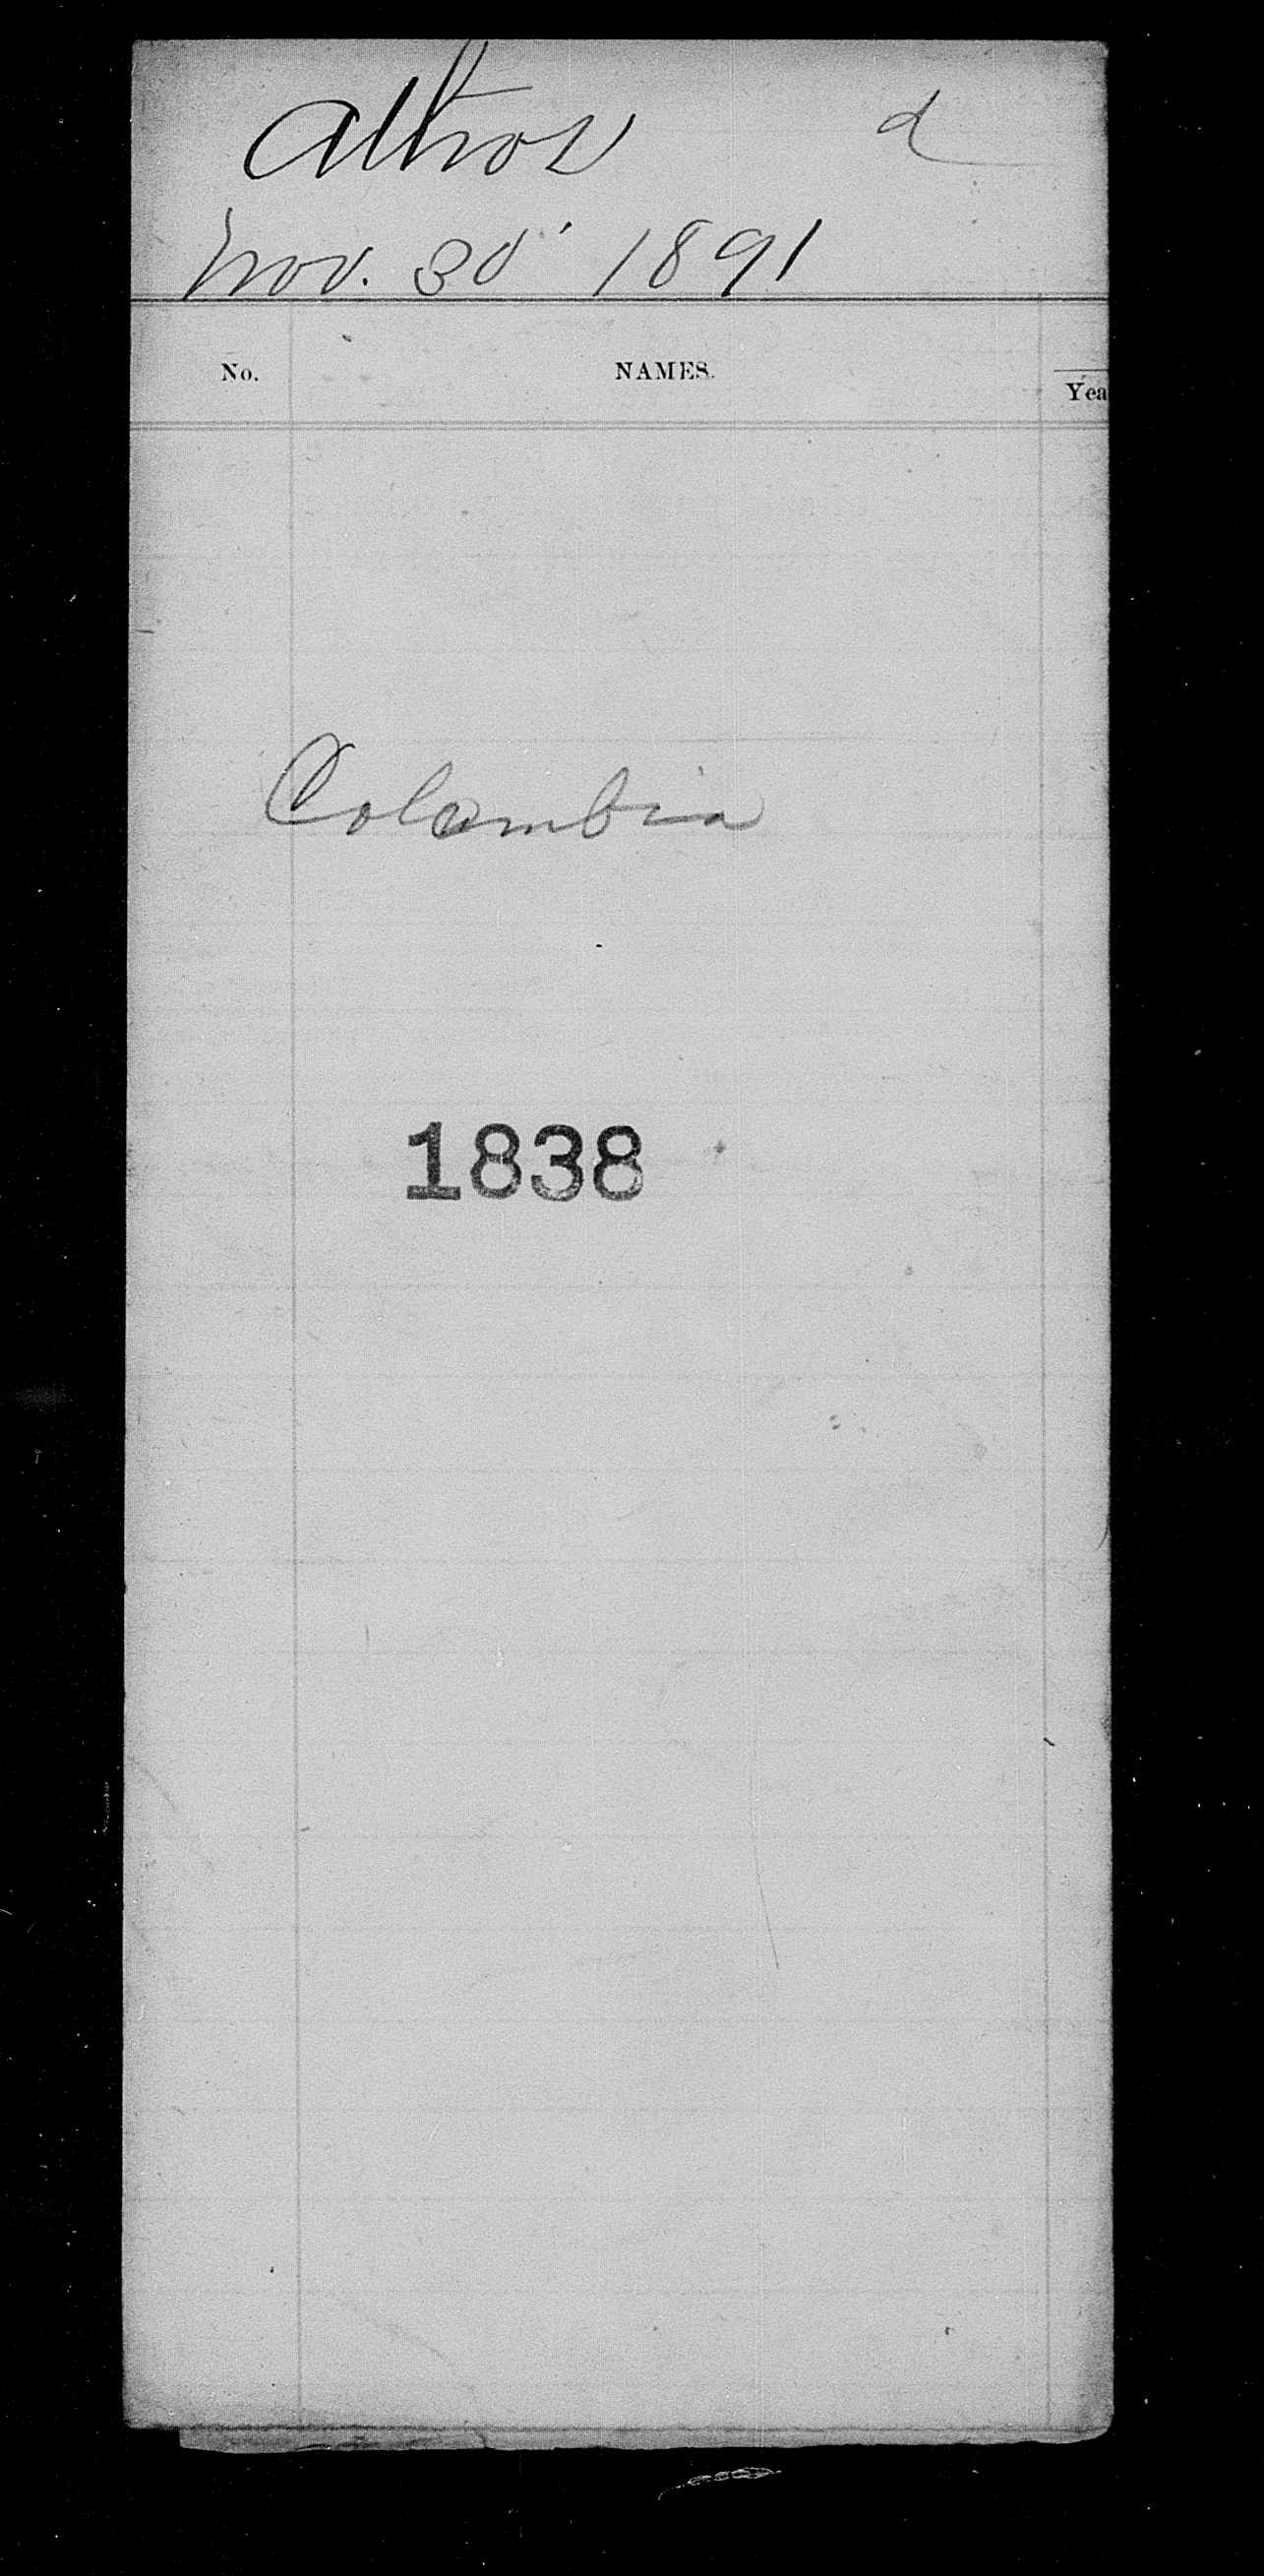 Athos d
Nov. 30' 1891
No. NAMES. Yea
Colombia
1838